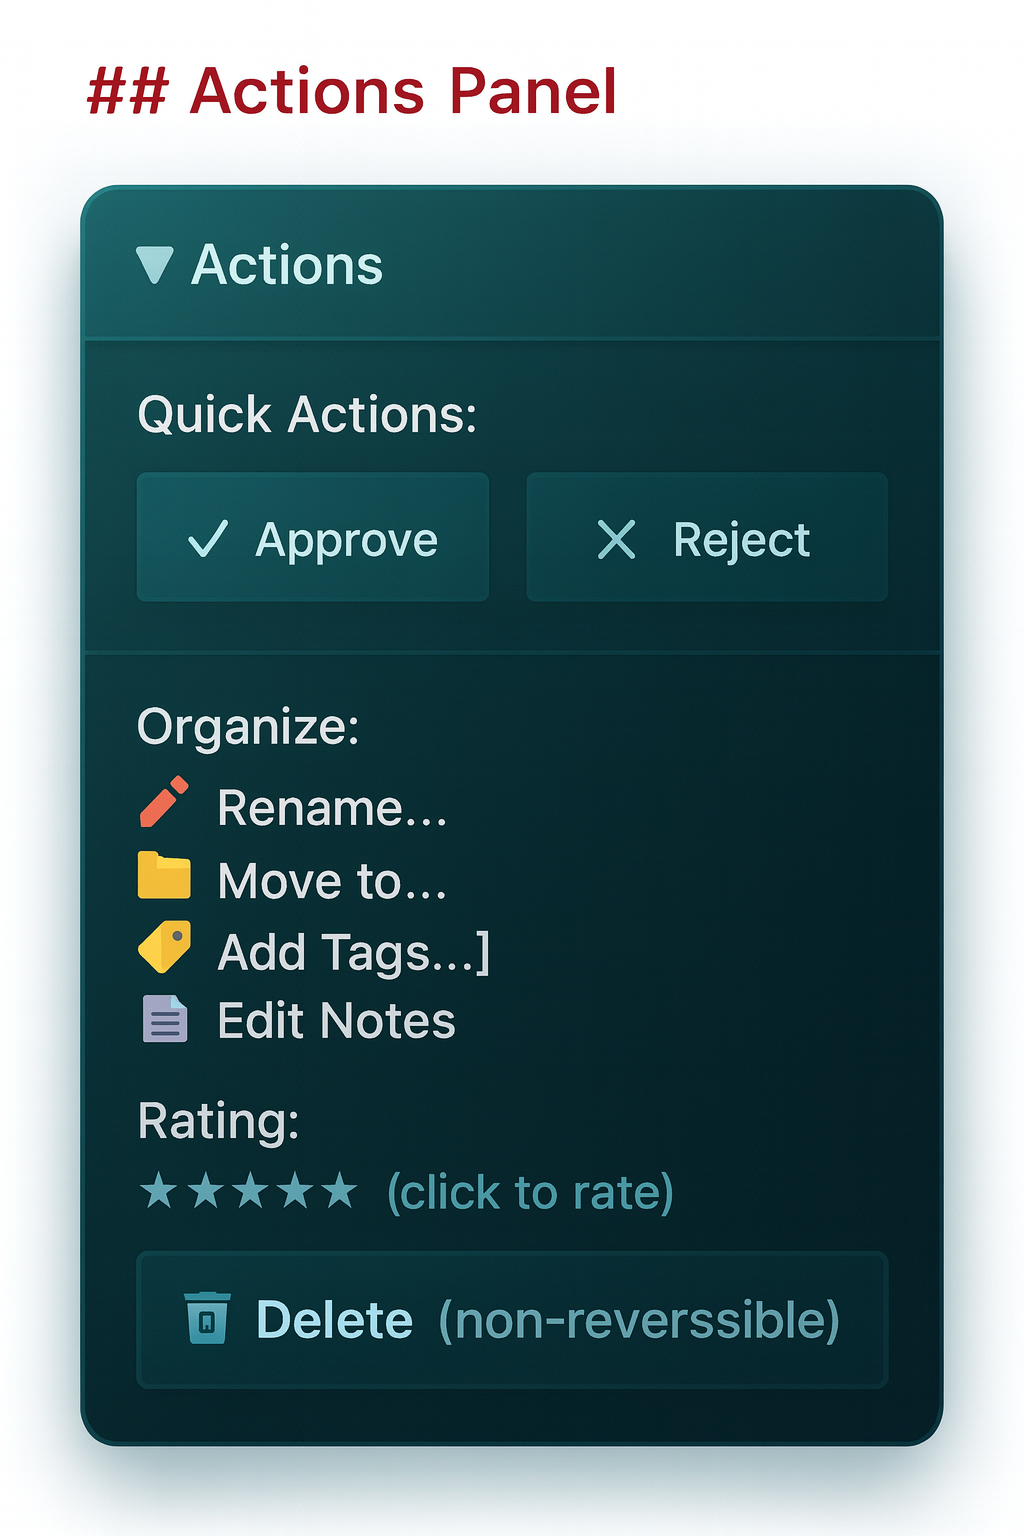 ## Actions Panel
▼ Actions
Quick Actions:
✓ Approve
✕ Reject
Organize:
Rename...
Move to...
Add Tags...]
Edit Notes
Rating:
★★★★★ (click to rate)
Delete (non-reverssible)